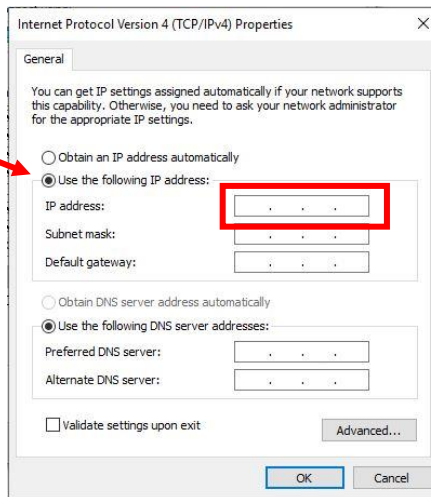 Internet Protocol Version 4 (TCP/IPv4) Properties
General
You can get IP settings assigned automatically if your network supports
this capability. Otherwise, you need to ask your network administrator
for the appropriate IP settings.
Obtain an IP address automatically
Use the following IP address:
IP address:
Subnet mask:
Default gateway:
Obtain DNS server address automatically
Use the following DNS server addresses:
Preferred DNS server:
Alternate DNS server:
Validate settings upon exit
Advanced...
OK Cancel